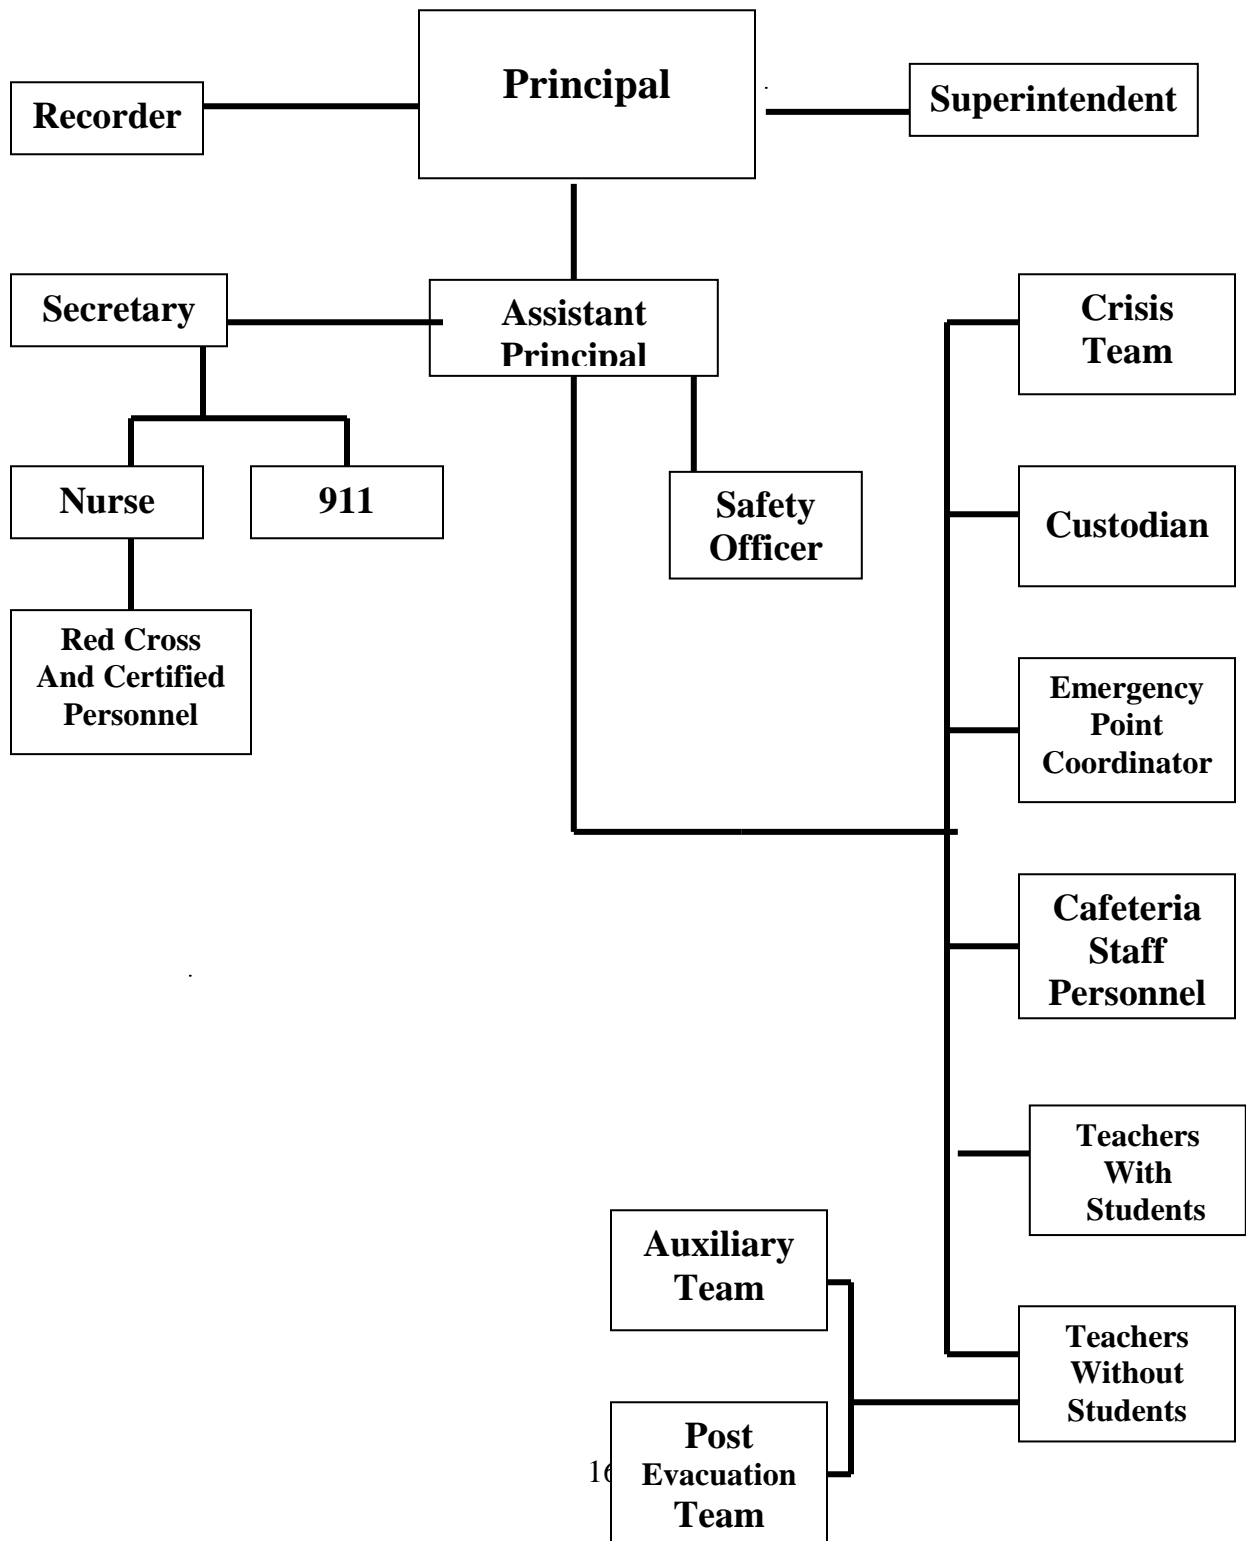 Principal
Superintendent
Recorder
Secretary
Assistant
Principal
Crisis
Team
Nurse
911
Safety
Officer
Custodian
Red Cross
And Certified
Personnel
Emergency
Point
Coordinator
Cafeteria
Staff
Personnel
Teachers
With
Students
Auxiliary
Team
Teachers
Without
Students
Post
Evacuation
Team
16